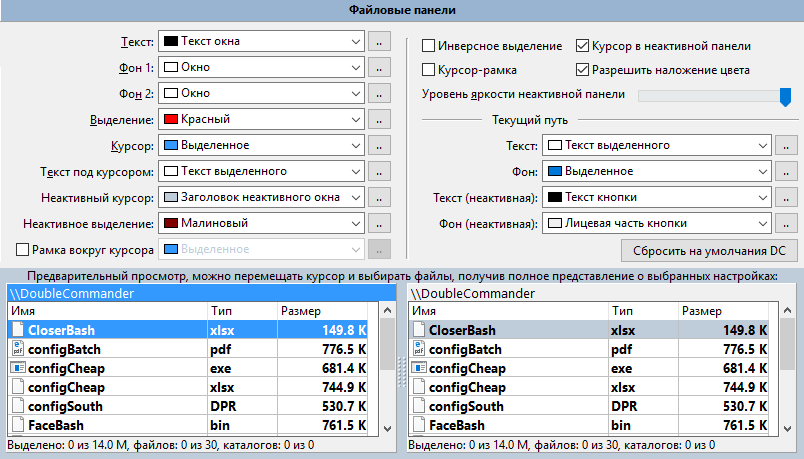 Файловые панели
Текст: Текст окна ..
Фон 1: Окно ..
Фон 2: Окно ..
Выделение: Красный ..
Курсор: Выделенное ..
Текст под курсором: Текст выделенного ..
Неактивный курсор: Заголовок неактивного окна ..
Неактивное выделение: Малиновый ..
Рамка вокруг курсора Выделенное ..
Инверсное выделение Курсор в неактивной панели
Курсор-рамка Разрешить наложение цвета
Уровень яркости неактивной панели
Текущий путь
Текст: Текст выделенного ..
Фон: Выделенное ..
Текст (неактивная): Текст кнопки ..
Фон (неактивная): Лицевая часть кнопки ..
Сбросить на умолчания DC
Предварительный просмотр, можно перемещать курсор и выбирать файлы, получив полное представление о выбранных настройках:
\\DoubleCommander
Имя Тип Размер
CloserBash xlsx 149.8 K
configBatch pdf 776.5 K
configCheap exe 681.4 K
configCheap xlsx 744.9 K
configSouth DPR 530.7 K
FaceBash bin 761.5 K
Выделено: 0 из 14.0 M, файлов: 0 из 30, каталогов: 0 из 0
\\DoubleCommander
Имя Тип Размер
CloserBash xlsx 149.8 K
configBatch pdf 776.5 K
configCheap exe 681.4 K
configCheap xlsx 744.9 K
configSouth DPR 530.7 K
FaceBash bin 761.5 K
Выделено: 0 из 14.0 M, файлов: 0 из 30, каталогов: 0 из 0